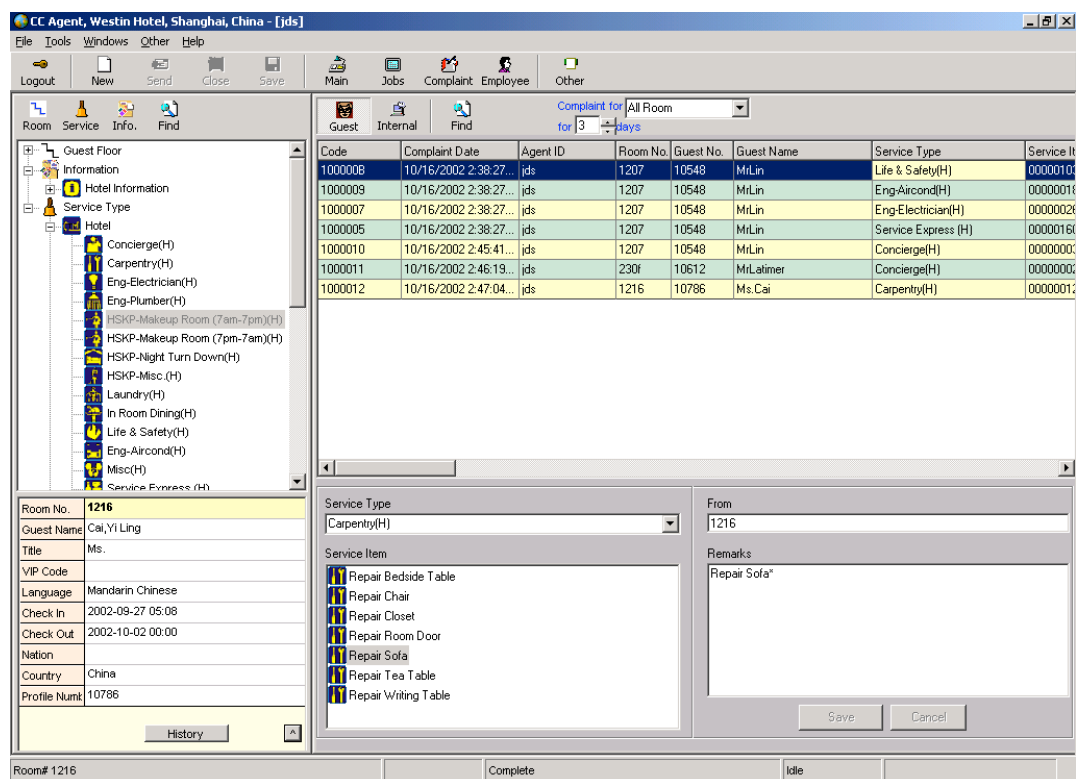 CC Agent, Westin Hotel, Shanghai, China - [jds]
File Tools Windows Other Help
Logout New Send Close Save Main Jobs Complaint Employee Other
Room Service Info. Find
Guest Floor
Information
Hotel Information
Service Type
Hotel
Concierge(H)
Carpentry(H)
Eng-Electrician(H)
Eng-Plumber(H)
HSKP-Makeup Room (7am-7pm)(H)
HSKP-Makeup Room (7pm-7am)(H)
HSKP-Night Turn Down(H)
HSKP-Misc.(H)
Laundry(H)
In Room Dining(H)
Life & Safety(H)
Eng-Aircond(H)
Misc(H)
Service Express (H)
Room No. 1216
Guest Name Cai,Yi Ling
Title Ms.
VIP Code
Language Mandarin Chinese
Check In 2002-09-27 05:08
Check Out 2002-10-02 00:00
Nation
Country China
Profile Numb 10786
History
Guest Internal Find
Complaint for All Room
for 3 days
Code Complaint Date Agent ID Room No. Guest No. Guest Name Service Type Service It
1000008 10/16/2002 2:38:27... jds 1207 10548 MrLin Life & Safety(H) 0000010
1000009 10/16/2002 2:38:27... jds 1207 10548 MrLin Eng-Aircond(H) 0000001
1000007 10/16/2002 2:38:27... jds 1207 10548 MrLin Eng-Electrician(H) 0000002
1000005 10/16/2002 2:38:27... jds 1207 10548 MrLin Service Express (H) 0000016
1000010 10/16/2002 2:45:41... jds 1207 10548 MrLin Concierge(H) 0000000
1000011 10/16/2002 2:46:19... jds 230f 10612 MrLatimer Concierge(H) 0000000
1000012 10/16/2002 2:47:04... jds 1216 10786 Ms.Cai Carpentry(H) 0000001
Service Type
Carpentry(H)
Service Item
Repair Bedside Table
Repair Chair
Repair Closet
Repair Room Door
Repair Sofa
Repair Tea Table
Repair Writing Table
From
1216
Remarks
Repair Sofa*
Save Cancel
Room# 1216 Complete Idle